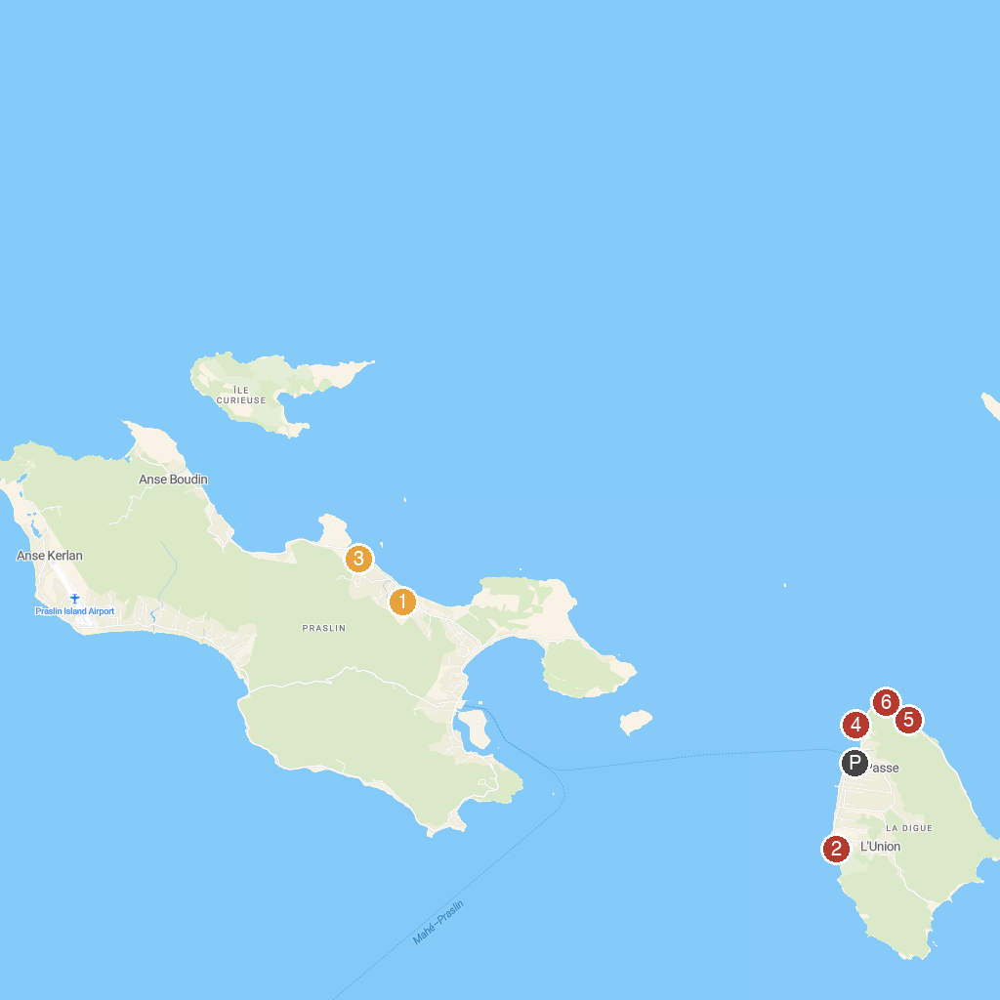 ÎLE
CURIEUSE
Anse Boudin
Anse Kerlan
3
Praslin Island Airport
1
PRASLIN
6
5
4
P
Passe
LA DIGUE
L'Union
2
Mahé–Praslin